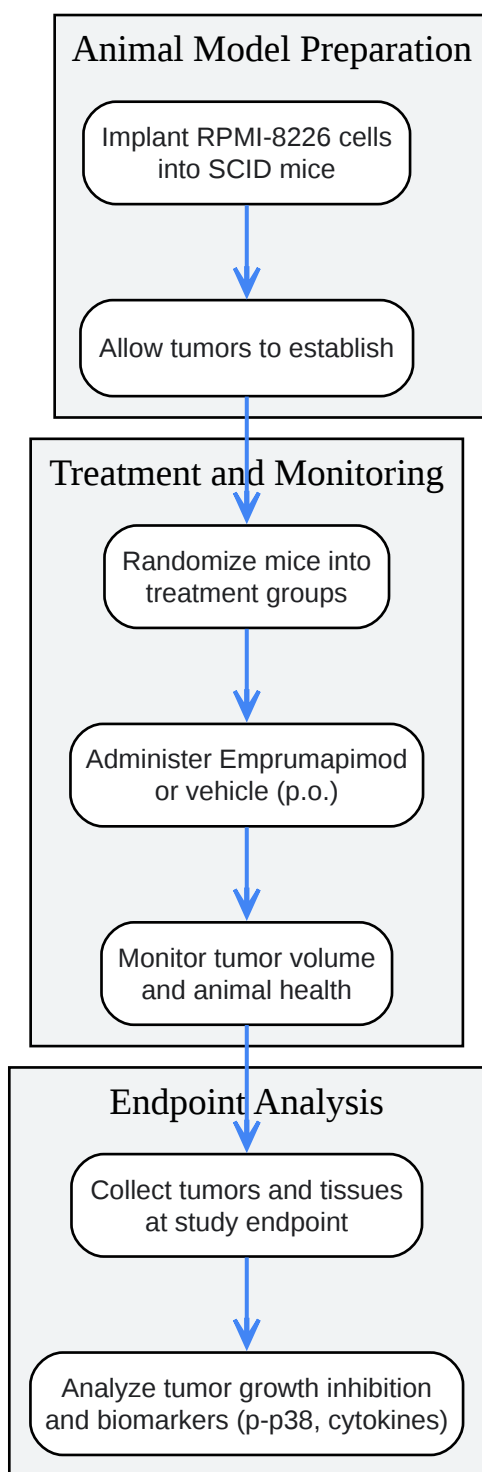 Animal Model Preparation
Implant RPMI-8226 cells
into SCID mice
Allow tumors to establish
Treatment and Monitoring
Randomize mice into
treatment groups
Administer Emprumapimod
or vehicle (p.o.)
Monitor tumor volume
and animal health
Endpoint Analysis
Collect tumors and tissues
at study endpoint
Analyze tumor growth inhibition
and biomarkers (p-p38, cytokines)